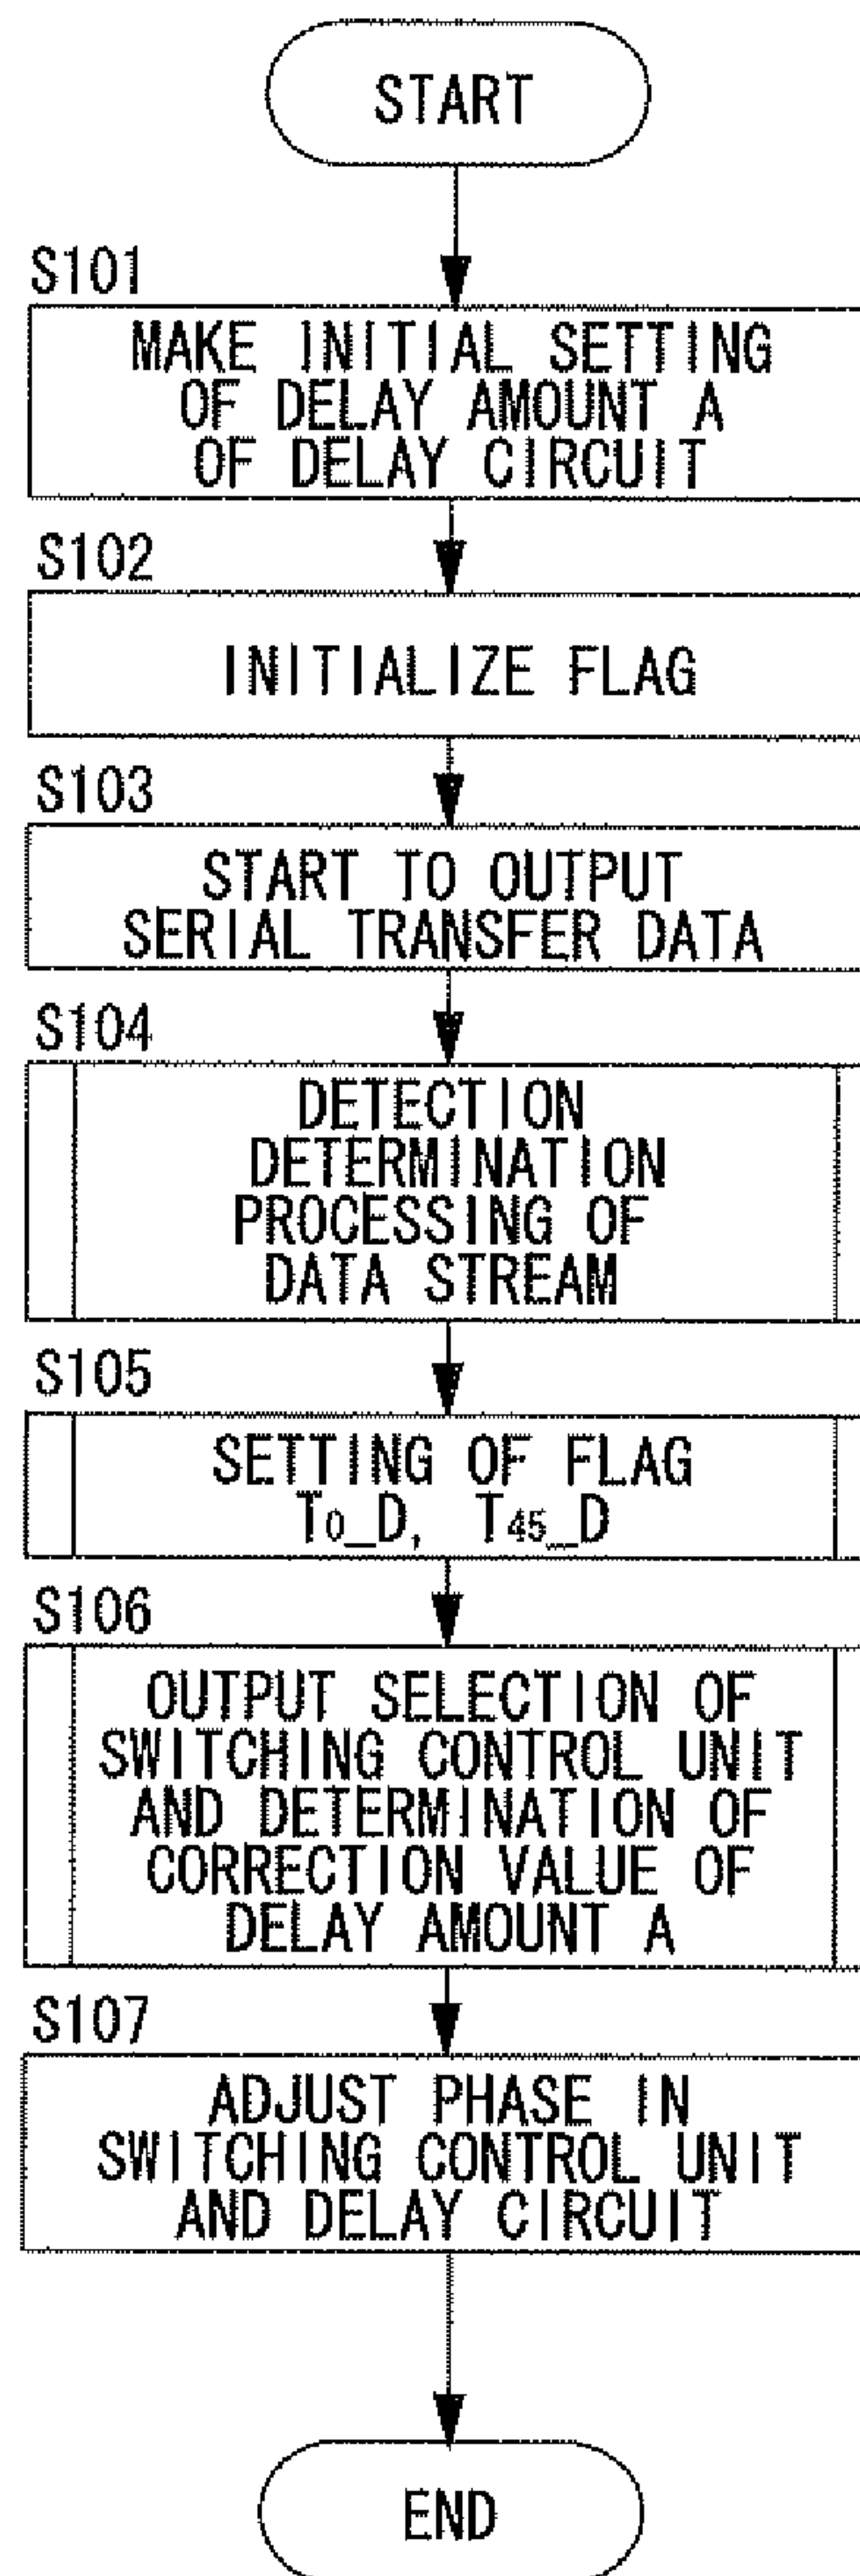 START
S101
MAKE INITIAL SETTING
OF DELAY AMOUNT A
OF DELAY CIRCUIT
S102
INITIALIZE FLAG
S103
START TO OUTPUT
SERIAL TRANSFER DATA
S104
DETECTION
DETERMINATION
PROCESSING OF
DATA STREAM
S105
SETTING OF FLAG
T0_D, T45_D
S106
OUTPUT SELECTION OF
SWITCHING CONTROL UNIT
AND DETERMINATION OF
CORRECTION VALUE OF
DELAY AMOUNT A
S107
ADJUST PHASE IN
SWITCHING CONTROL UNIT
AND DELAY CIRCUIT
END